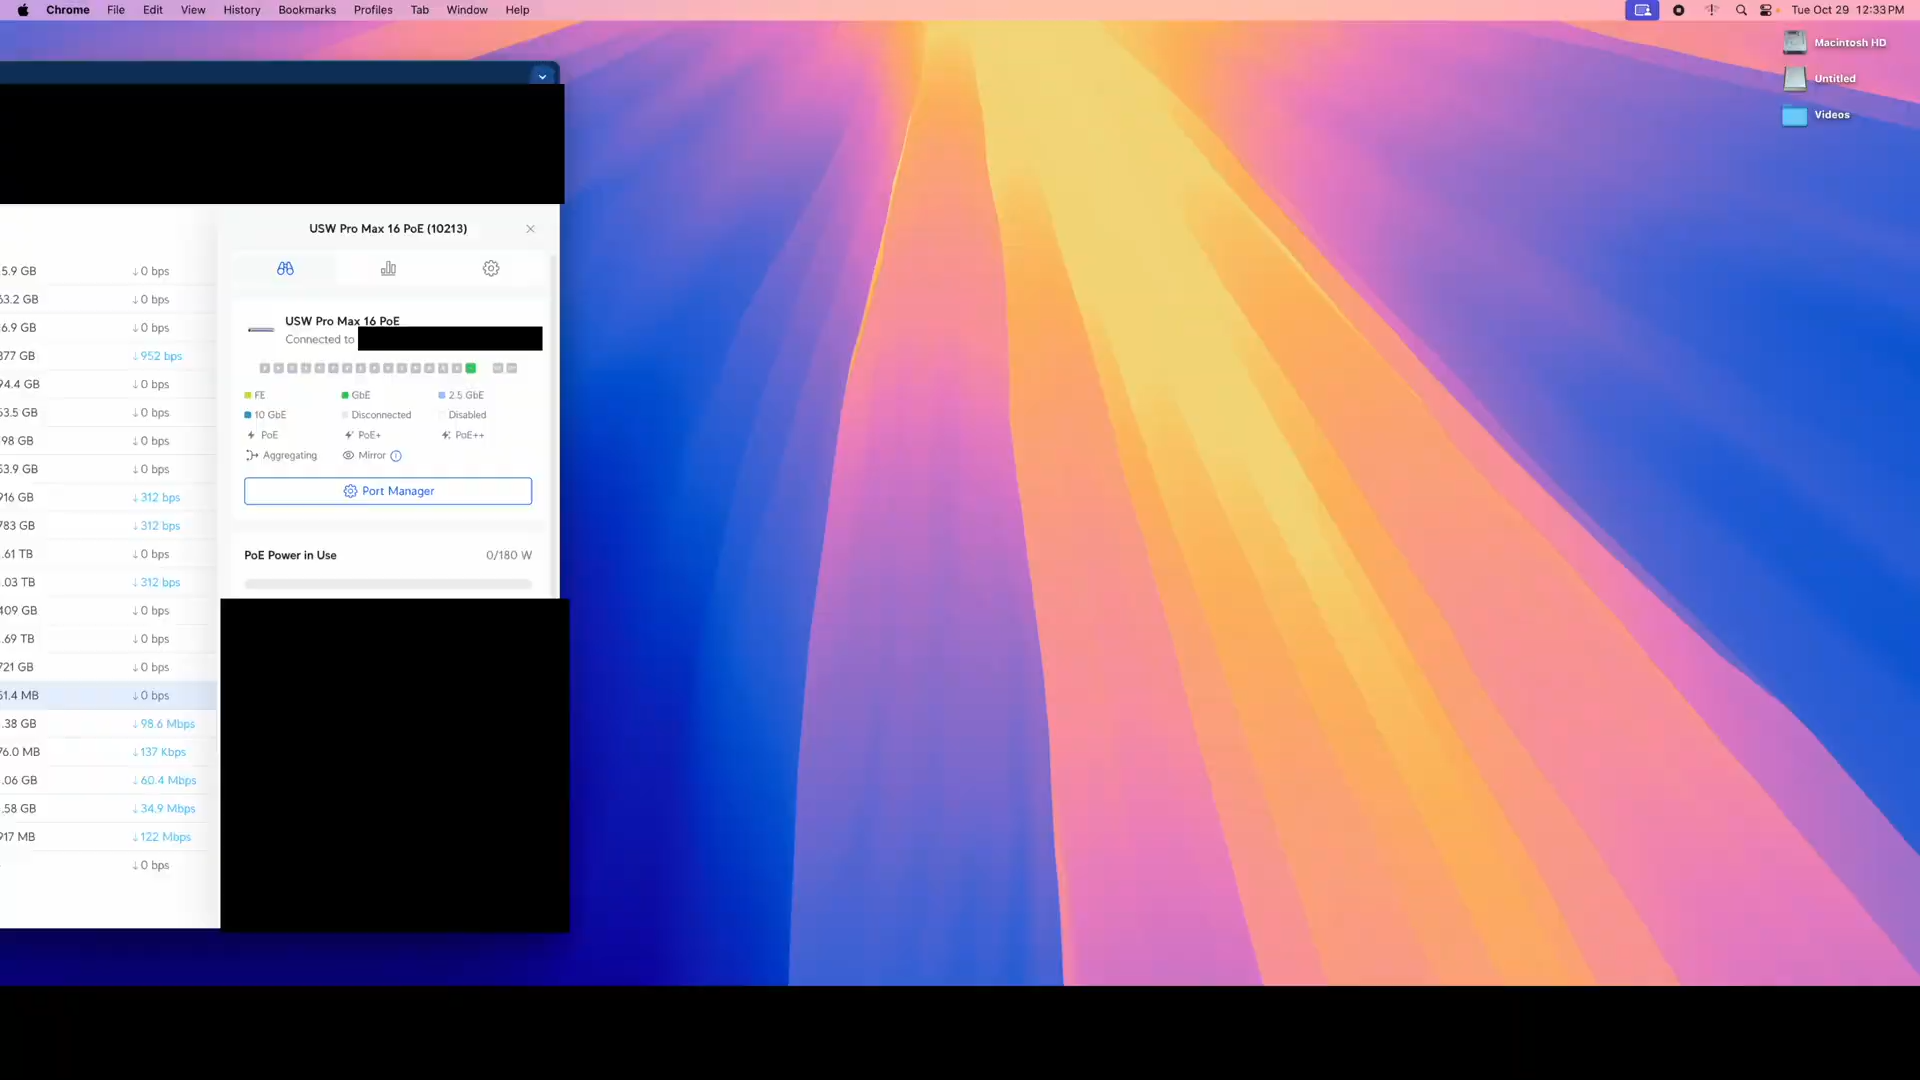 Chrome File Edit View History Bookmarks Profiles Tab Window Help Tue Oct 29 12:33 PM
Macintosh HD
Untitled
Videos
USW Pro Max 16 PoE (10213)
USW Pro Max 16 PoE
Connected to
FE GbE 2.5 GbE
10 GbE Disconnected Disabled
PoE PoE+ PoE++
Aggregating Mirror
Port Manager
PoE Power in Use 0/180 W
5.9 GB ↓ 0 bps
63.2 GB ↓ 0 bps
6.9 GB ↓ 0 bps
377 GB ↓ 952 bps
94.4 GB ↓ 0 bps
53.5 GB ↓ 0 bps
98 GB ↓ 0 bps
53.9 GB ↓ 0 bps
916 GB ↓ 312 bps
783 GB ↓ 312 bps
.61 TB ↓ 0 bps
.03 TB ↓ 312 bps
409 GB ↓ 0 bps
.69 TB ↓ 0 bps
721 GB ↓ 0 bps
51.4 MB ↓ 0 bps
.38 GB ↓ 98.6 Mbps
76.0 MB ↓ 137 Kbps
.06 GB ↓ 60.4 Mbps
.58 GB ↓ 34.9 Mbps
917 MB ↓ 122 Mbps
↓ 0 bps